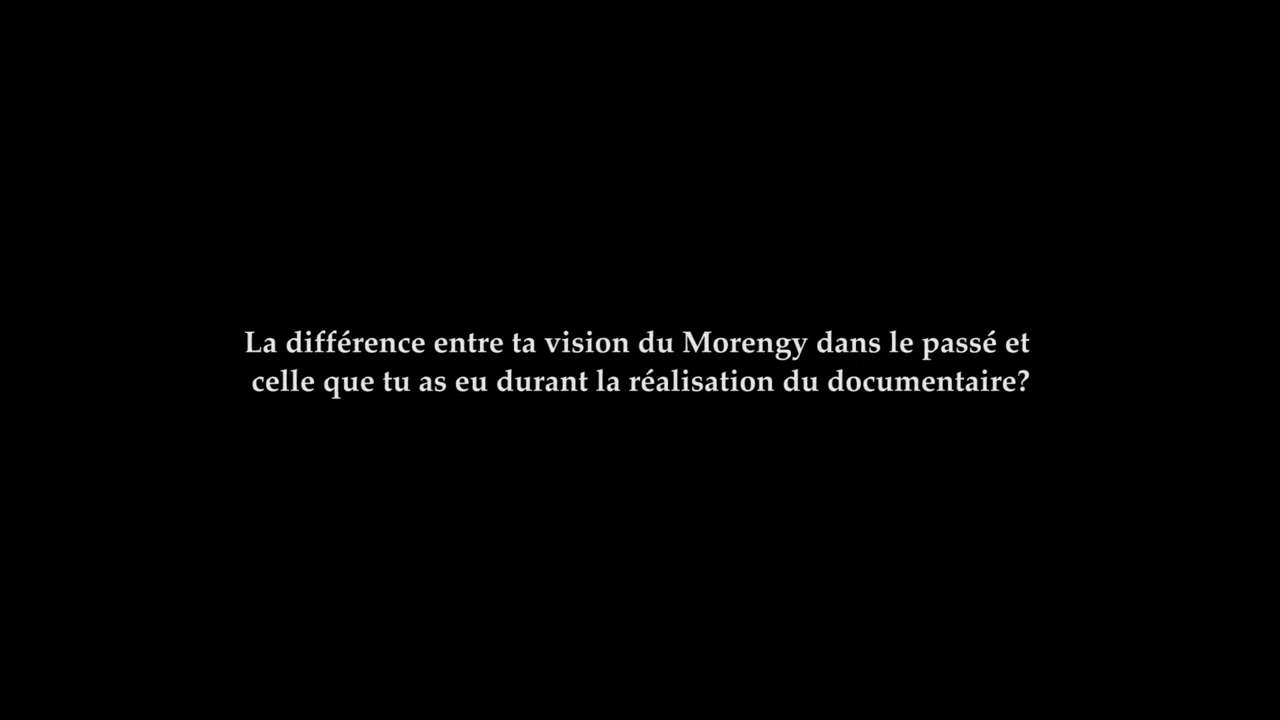 La différence entre ta vision du Morengy dans le passé et
celle que tu as eu durant la réalisation du documentaire?